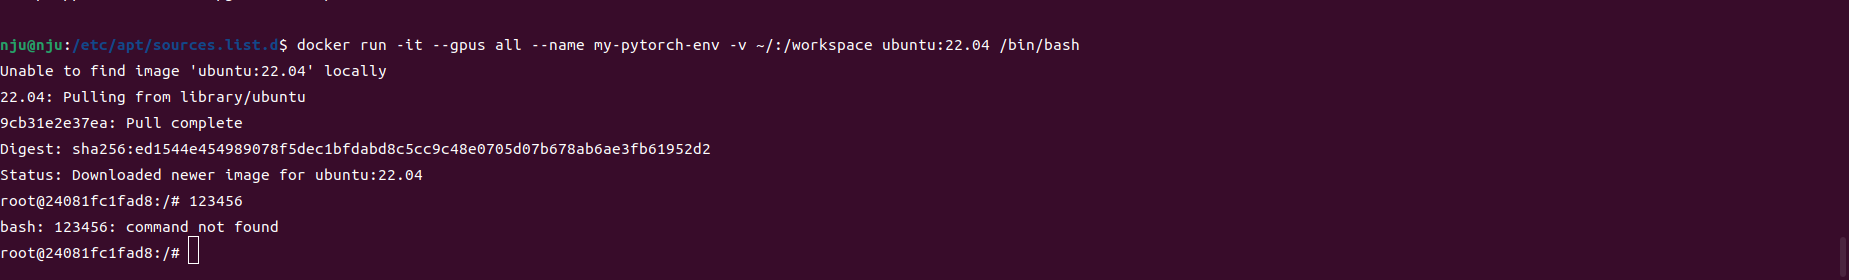 nju@nju:/etc/apt/sources.list.d$ docker run -it --gpus all --name my-pytorch-env -v ~/:/workspace ubuntu:22.04 /bin/bash
Unable to find image 'ubuntu:22.04' locally
22.04: Pulling from library/ubuntu
9cb31e2e37ea: Pull complete
Digest: sha256:ed1544e454989078f5dec1bfdabd8c5cc9c48e0705d07b678ab6ae3fb61952d2
Status: Downloaded newer image for ubuntu:22.04
root@24081fc1fad8:/# 123456
bash: 123456: command not found
root@24081fc1fad8:/#